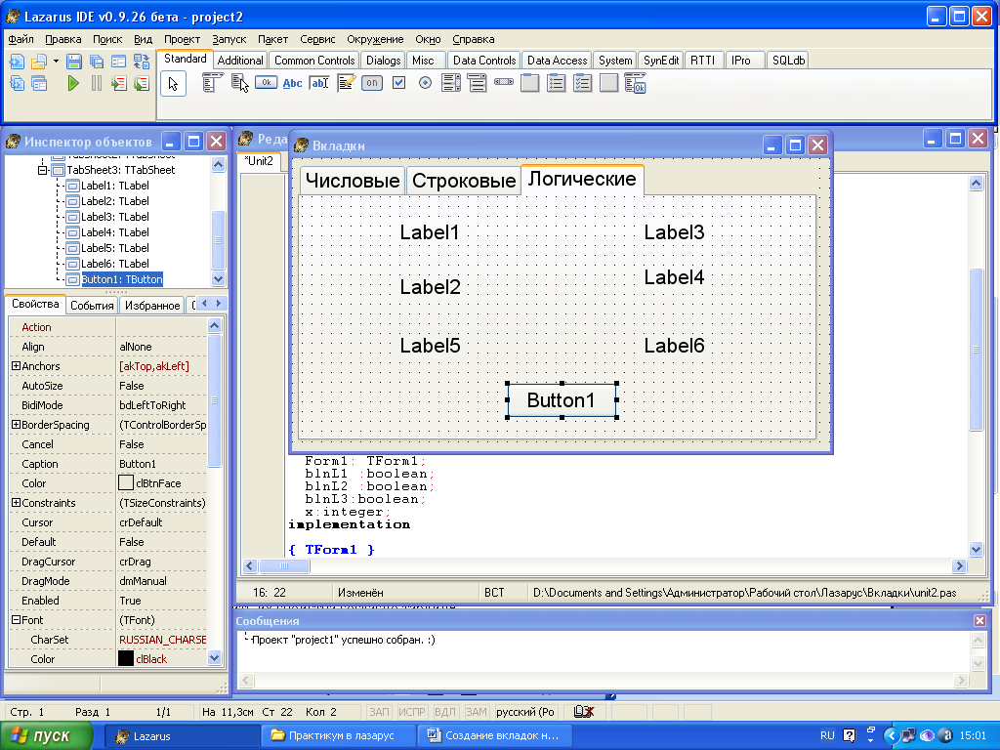 Lazarus IDE v0.9.26 бета - project2
Файл Правка Поиск Вид Проект Запуск Пакет Сервис Окружение Окно Справка
Standard Additional Common Controls Dialogs Misc Data Controls Data Access System SynEdit RTTI IPro SQLdb
Ok Abc ab on Ok
Инспектор объектов
TabSheet2: TTabSheet
TabSheet3: TTabSheet
Label1: TLabel
Label2: TLabel
Label3: TLabel
Label4: TLabel
Label5: TLabel
Label6: TLabel
Button1: TButton
Свойства События Избранное
Action
Align alNone
Anchors [akTop,akLeft]
AutoSize False
BidiMode bdLeftToRight
BorderSpacing (TControlBorderSp
Cancel False
Caption Button1
Color clBtnFace
Constraints (TSizeConstraints)
Cursor crDefault
Default False
DragCursor crDrag
DragMode dmManual
Enabled True
Font (TFont)
CharSet RUSSIAN_CHARSE
Color clBlack
Реда
*Unit2
Вкладки
Числовые Строковые Логические
Label1 Label3
Label2 Label4
Label5 Label6
Button1
Form1: TForm1;
blnL1 :boolean;
blnL2 :boolean;
blnL3:boolean;
x:integer;
implementation
{ TForm1 }
16: 22 Изменён ВСТ D:\Documents and Settings\Администратор\Рабочий стол\Лазарус\Вкладки\unit2.pas
Сообщения
Проект "project1" успешно собран. :)
Стр. 1 Разд 1 1/1 На 11,3см Ст 22 Кол 2 ЗАП ИСПР ВДЛ ЗАМ русский (Ро
пуск Lazarus Практикум в лазарус Создание вкладок н... RU 15:01